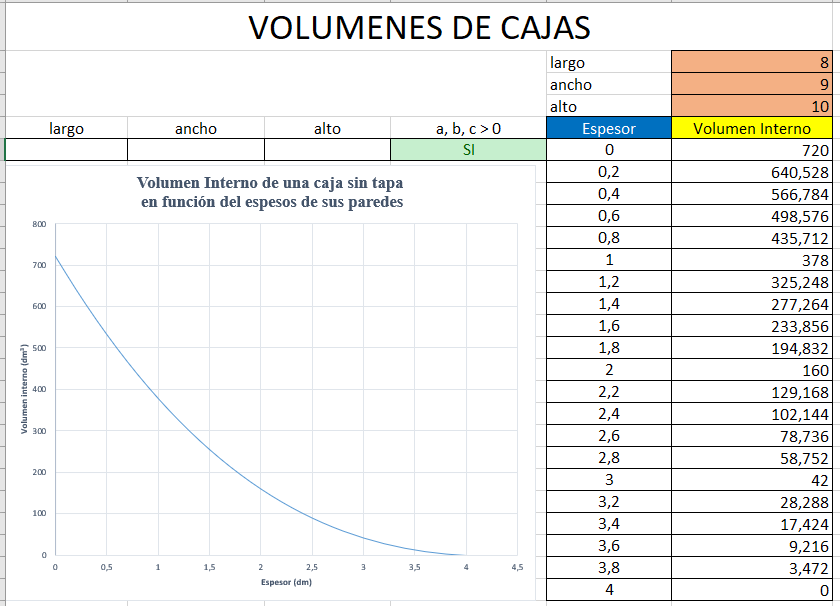 VOLUMENES DE CAJAS
largo 8
ancho 9
alto 10
largo ancho alto a, b, c > 0
SI
Volumen Interno de una caja sin tapa
en función del espesos de sus paredes
800
700
600
500
400
300
200
100
0
Volumen interno (dm³)
0 0,5 1 1,5 2 2,5 3 3,5 4 4,5
Espesor (dm)
Espesor Volumen Interno
0 720
0,2 640,528
0,4 566,784
0,6 498,576
0,8 435,712
1 378
1,2 325,248
1,4 277,264
1,6 233,856
1,8 194,832
2 160
2,2 129,168
2,4 102,144
2,6 78,736
2,8 58,752
3 42
3,2 28,288
3,4 17,424
3,6 9,216
3,8 3,472
4 0